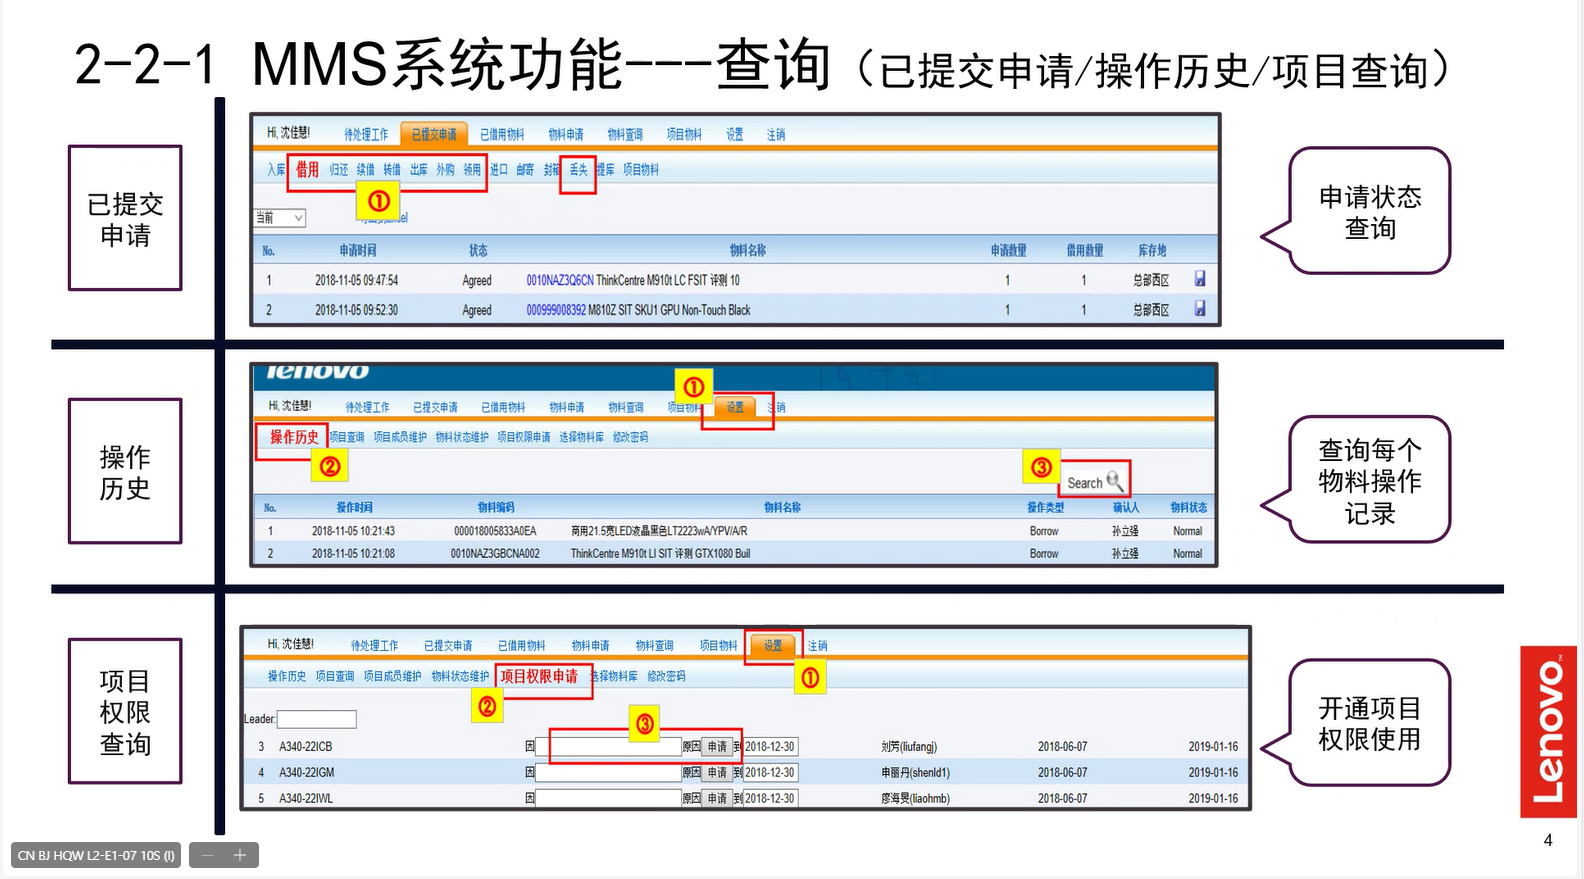 2-2-1 MMS系统功能---查询（已提交申请/操作历史/项目查询）
已提交
申请
Hi, 沈佳慧! 待处理工作 已提交申请 已借用物料 物料申请 物料查询 项目物料 设置 注销
入库 借用 归还 续借 转借 出库 外购 领用 进口 邮寄 封箱 丢失 提库 项目物料
①
当前
No. 申请时间 状态 物料名称 申请数量 借用数量 库存地
1 2018-11-05 09:47:54 Agreed 0010NAZ3Q6CN ThinkCentre M910t LC FSIT 评测 10 1 1 总部西区
2 2018-11-05 09:52:30 Agreed 000999008392 M810Z SIT SKU1 GPU Non-Touch Black 1 1 总部西区
申请状态
查询
操作
历史
lenovo
①
Hi, 沈佳慧! 待处理工作 已提交申请 已借用物料 物料申请 物料查询 项目物料 设置 注销
操作历史 项目查询 项目成员维护 物料状态维护 项目权限申请 选择物料库 修改密码
②
③
Search
No. 操作时间 物料编码 物料名称 操作类型 确认人 物料状态
1 2018-11-05 10:21:43 000018005833A0EA 商用21.5宽LED液晶黑色LT2223wA/YPV/A/R Borrow 孙立强 Normal
2 2018-11-05 10:21:08 0010NAZ3GBCNA002 ThinkCentre M910t LI SIT 评测 GTX1080 Buil Borrow 孙立强 Normal
查询每个
物料操作
记录
项目
权限
查询
Hi, 沈佳慧! 待处理工作 已提交申请 已借用物料 物料申请 物料查询 项目物料 设置 注销
操作历史 项目查询 项目成员维护 物料状态维护 项目权限申请 选择物料库 修改密码
①
②
③
Leader:
3 A340-22ICB 因 原因 申请 到 2018-12-30 刘芳(liufangj) 2018-06-07 2019-01-16
4 A340-22IGM 因 原因 申请 到 2018-12-30 申丽丹(shenld1) 2018-06-07
5 A340-22IWL 因 原因 申请 到 2018-12-30 廖海旻(liaohmb) 2018-06-07 2019-01-16
开通项目
权限使用
Lenovo™
4
CN BJ HQW L2-E1-07 10S (I)